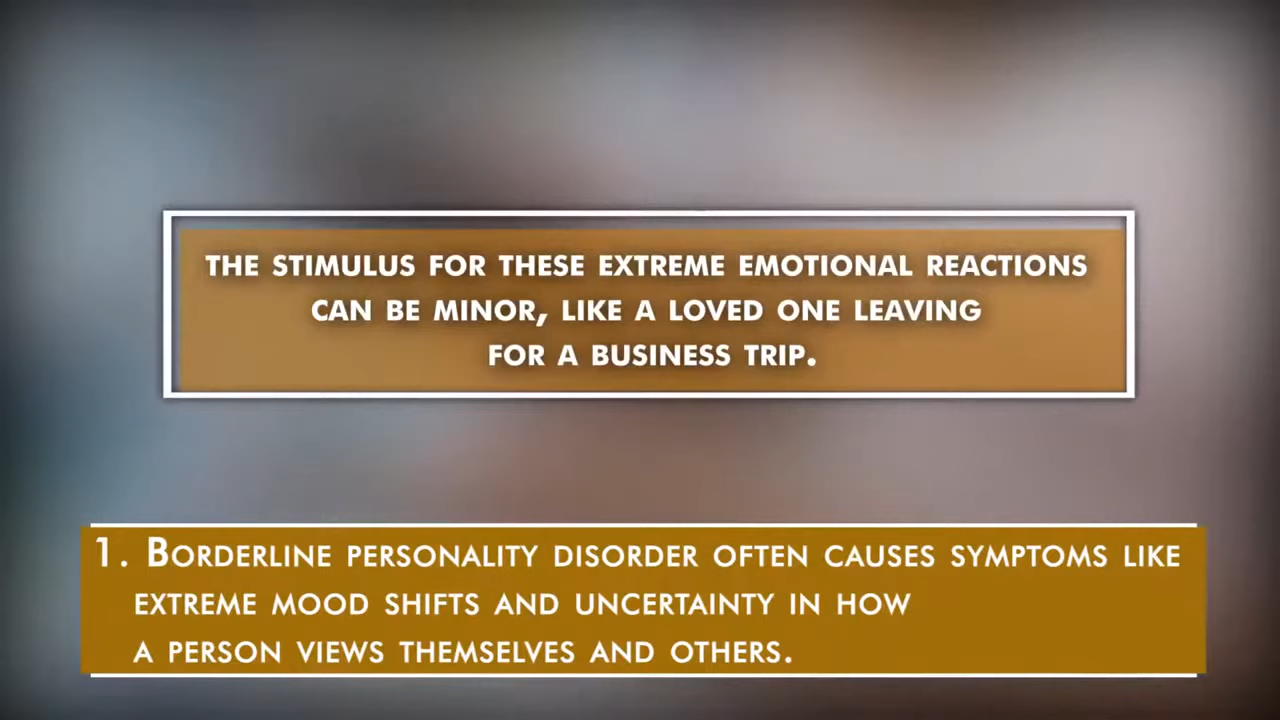 THE STIMULUS FOR THESE EXTREME EMOTIONAL REACTIONS
CAN BE MINOR, LIKE A LOVED ONE LEAVING
FOR A BUSINESS TRIP.
1. BORDERLINE PERSONALITY DISORDER OFTEN CAUSES SYMPTOMS LIKE
EXTREME MOOD SHIFTS AND UNCERTAINTY IN HOW
A PERSON VIEWS THEMSELVES AND OTHERS.